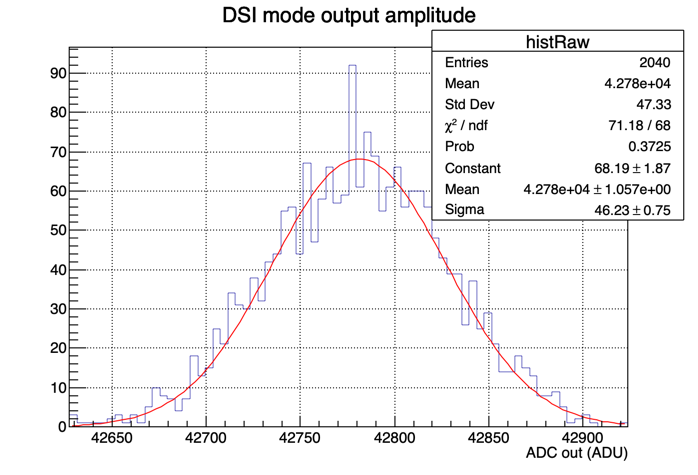 DSI mode output amplitude
histRaw
Entries 2040
Mean 4.278e+04
Std Dev 47.33
χ² / ndf 71.18 / 68
Prob 0.3725
Constant 68.19 ± 1.87
Mean 4.278e+04 ± 1.057e+00
Sigma 46.23 ± 0.75
90
80
70
60
50
40
30
20
10
0
42650 42700 42750 42800 42850 42900
ADC out (ADU)